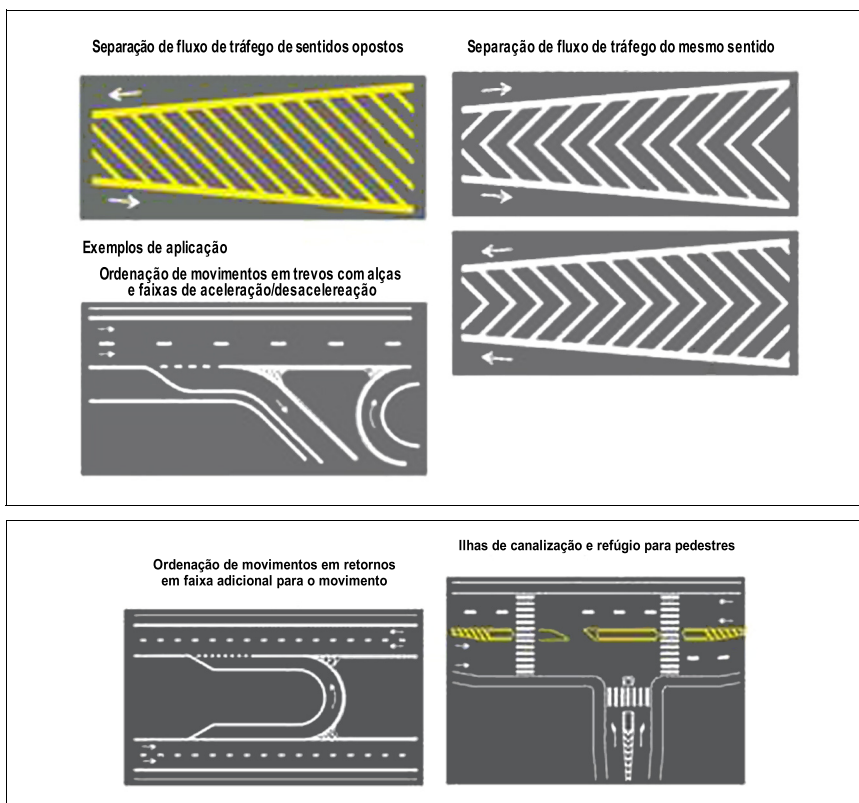 Separação de fluxo de tráfego de sentidos opostos
Separação de fluxo de tráfego do mesmo sentido
Exemplos de aplicação
Ordenação de movimentos em trevos com alças
e faixas de aceleração/desacelereação
Ordenação de movimentos em retornos
em faixa adicional para o movimento
Ilhas de canalização e refúgio para pedestres